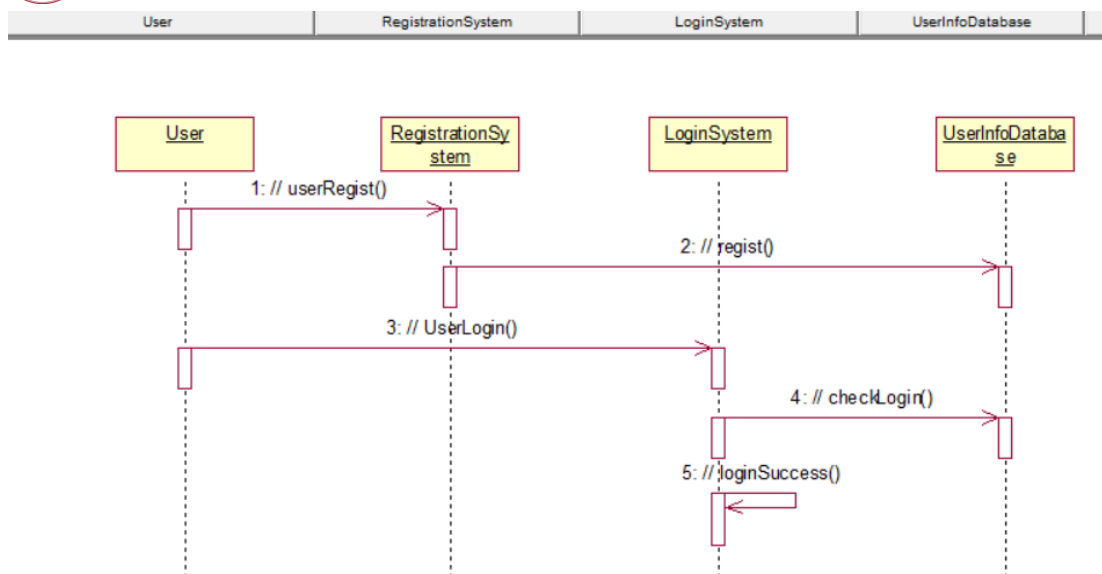 User RegistrationSystem LoginSystem UserInfoDatabase
User RegistrationSy LoginSystem UserInfoDataba
stem se
1: // userRegist()
2: // regist()
3: // UserLogin()
4: // checkLogin()
5: // loginSuccess()